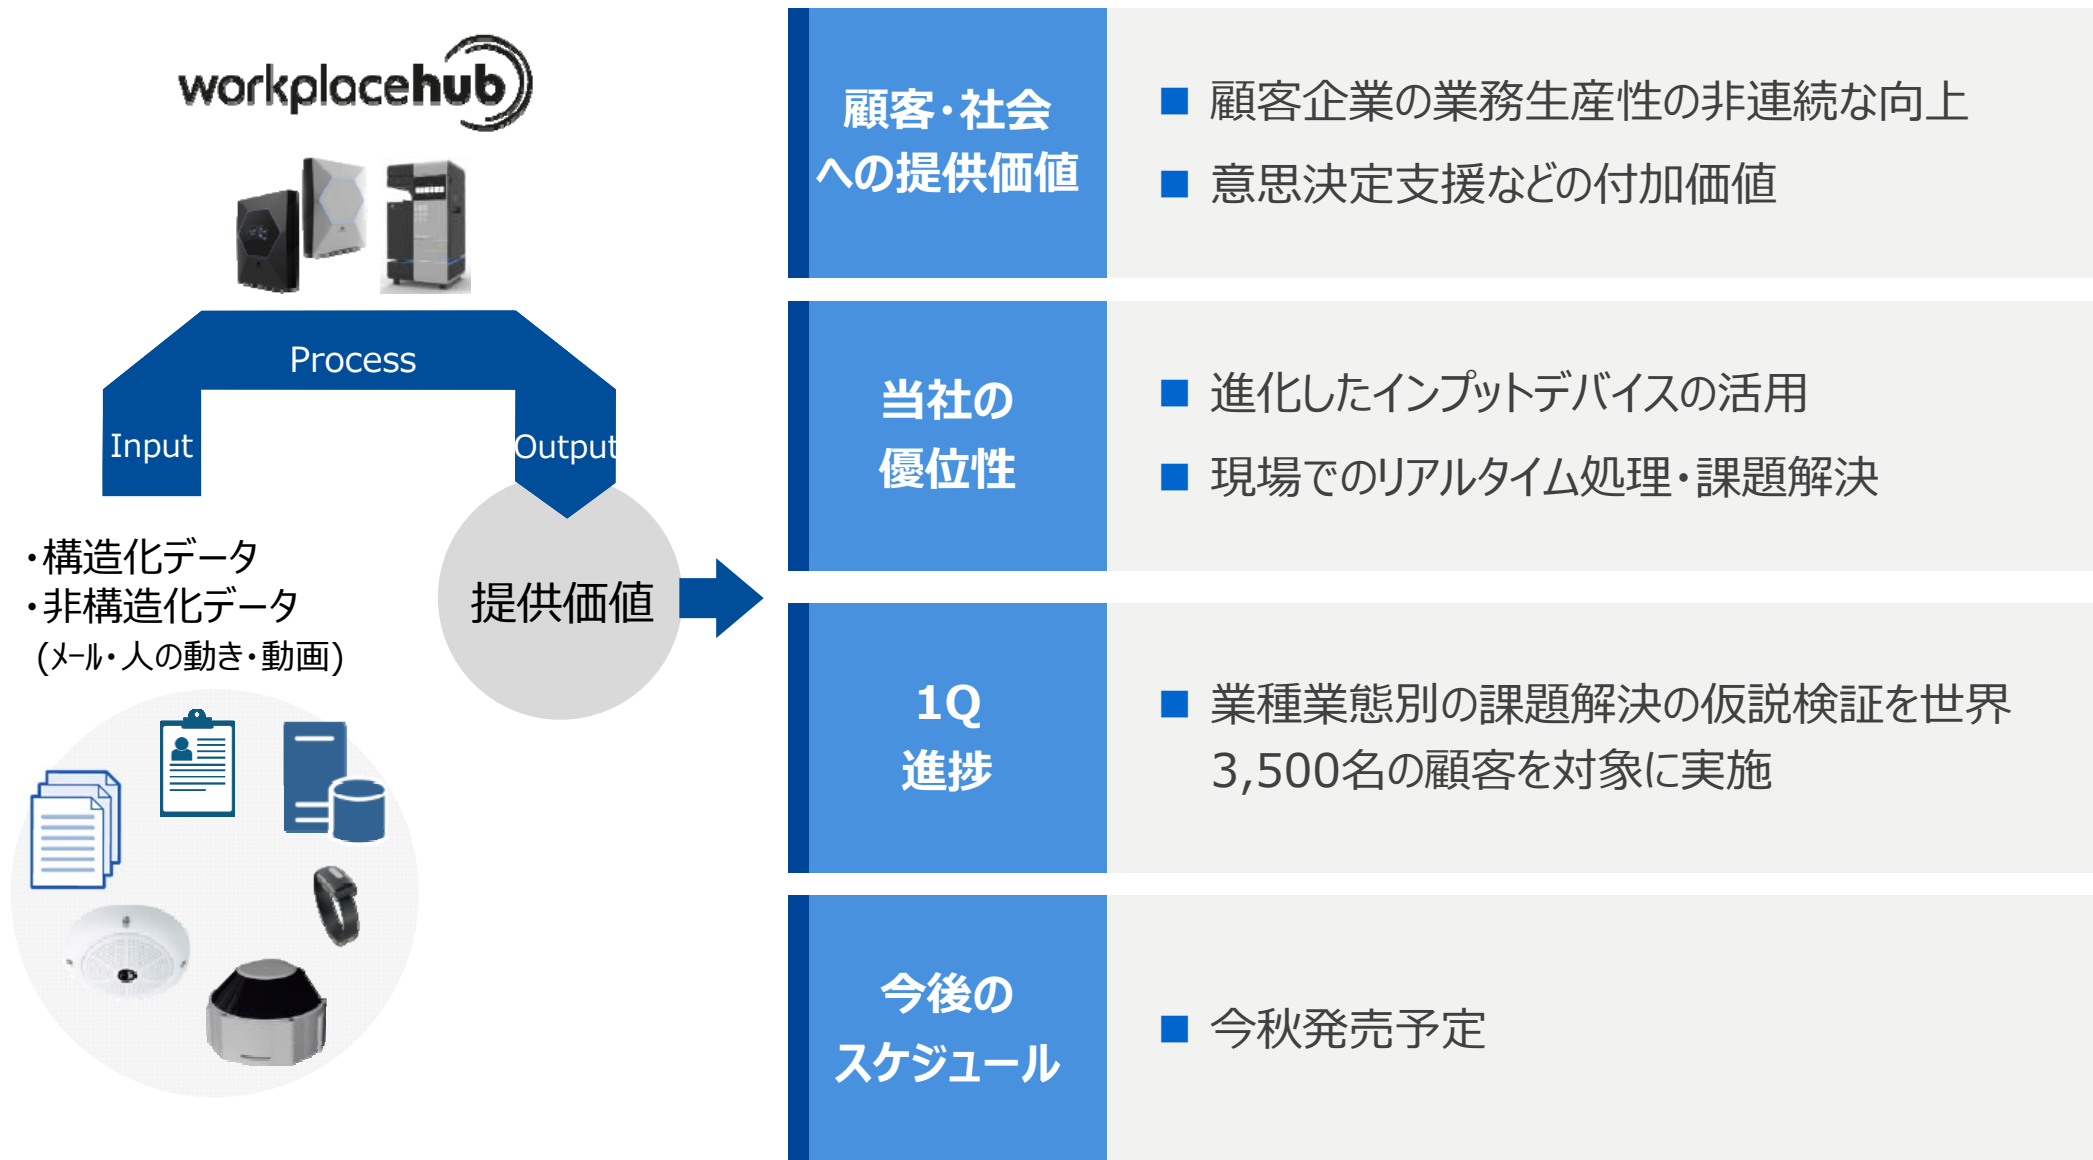 workplacehub
Process
Input
Output
・構造化データ
・非構造化データ
(メール・人の動き・動画)
提供価値
顧客・社会
への提供価値
■ 顧客企業の業務生産性の非連続な向上
■ 意思決定支援などの付加価値
当社の
優位性
■ 進化したインプットデバイスの活用
■ 現場でのリアルタイム処理・課題解決
1Q
進捗
■ 業種業態別の課題解決の仮説検証を世界
3,500名の顧客を対象に実施
今後の
スケジュール
■ 今秋発売予定